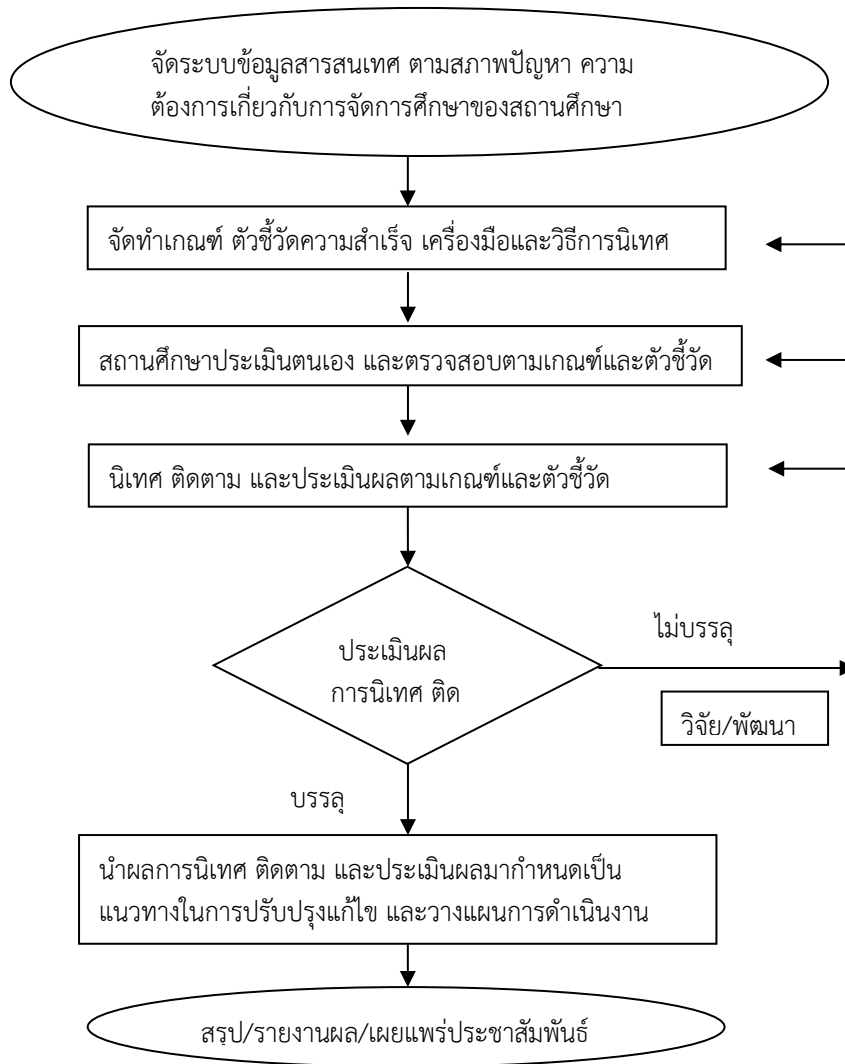 จัดระบบข้อมูลสารสนเทศ ตามสภาพปัญหา ความ
ต้องการเกี่ยวกับการจัดการศึกษาของสถานศึกษา
จัดทำเกณฑ์ ตัวชี้วัดความสำเร็จ เครื่องมือและวิธีการนิเทศ
สถานศึกษาประเมินตนเอง และตรวจสอบตามเกณฑ์และตัวชี้วัด
นิเทศ ติดตาม และประเมินผลตามเกณฑ์และตัวชี้วัด
ประเมินผล
การนิเทศ ติด
ไม่บรรลุ
วิจัย/พัฒนา
บรรลุ
นำผลการนิเทศ ติดตาม และประเมินผลมากำหนดเป็น
แนวทางในการปรับปรุงแก้ไข และวางแผนการดำเนินงาน
สรุป/รายงานผล/เผยแพร่ประชาสัมพันธ์